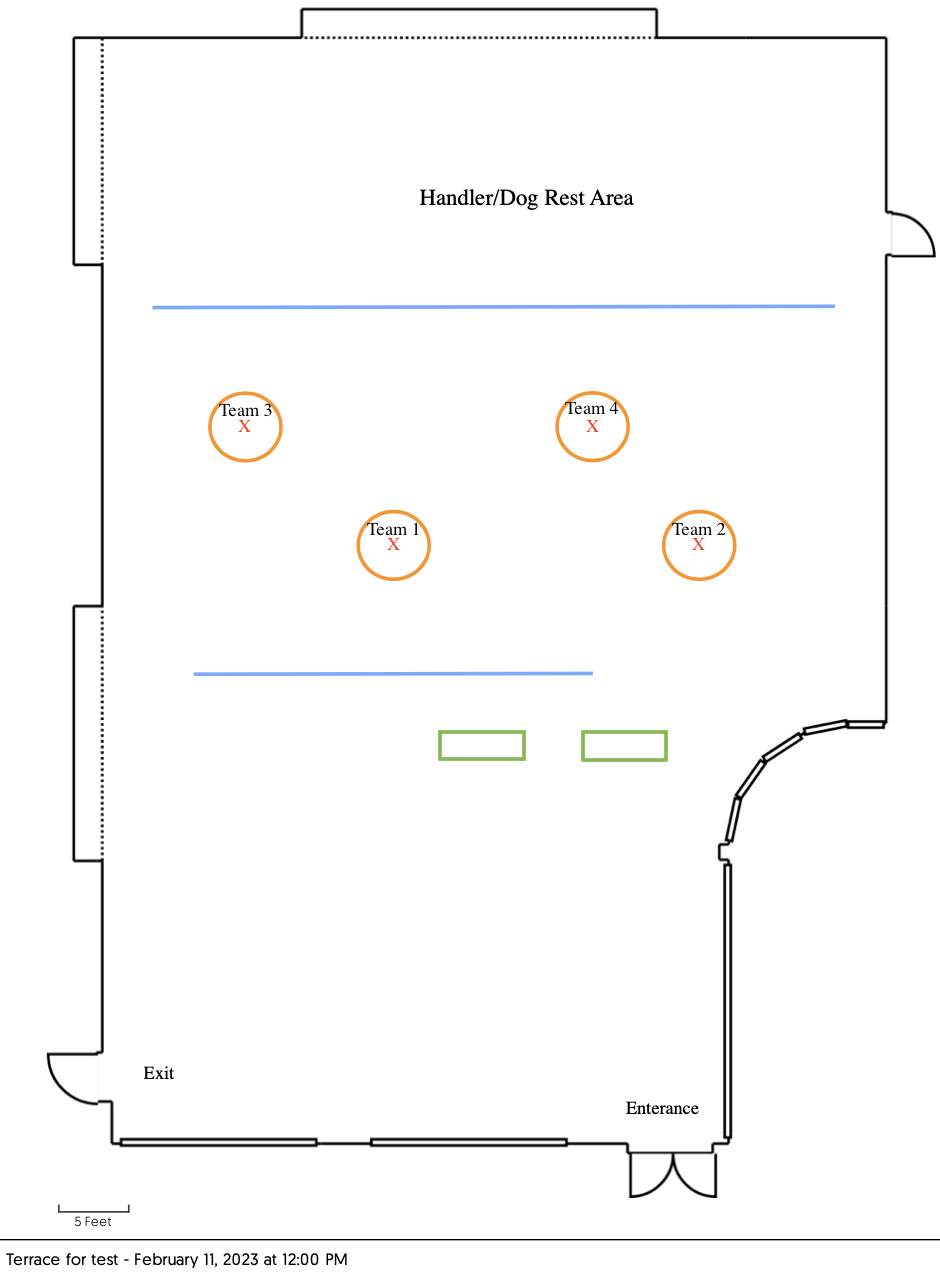 Handler/Dog Rest Area
Team 3
X
Team 4
X
Team 1
X
Team 2
X
Exit
Enterance
5 Feet
Terrace for test - February 11, 2023 at 12:00 PM